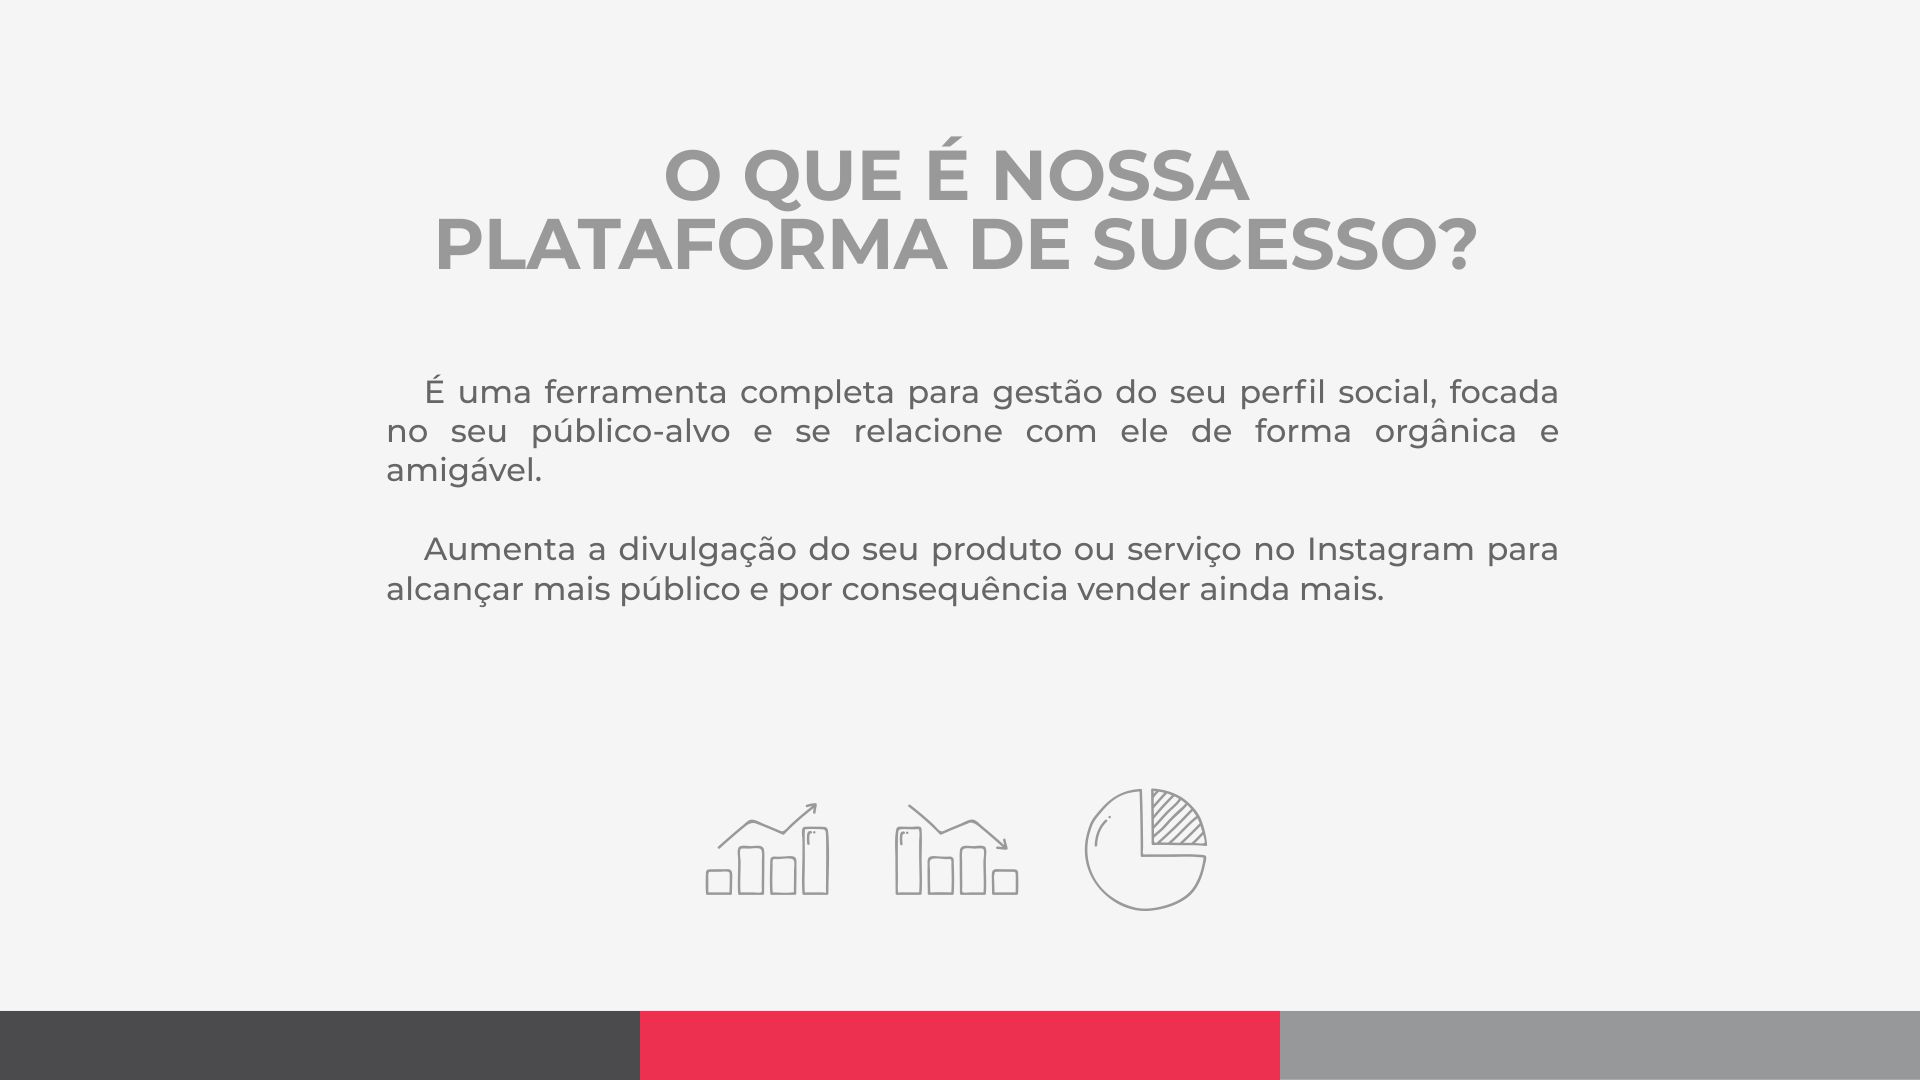 O QUE É NOSSA
PLATAFORMA DE SUCESSO?
É uma ferramenta completa para gestão do seu perfil social, focada
no seu público-alvo e se relacione com ele de forma orgânica e
amigável.
Aumenta a divulgação do seu produto ou serviço no Instagram para
alcançar mais público e por consequência vender ainda mais.